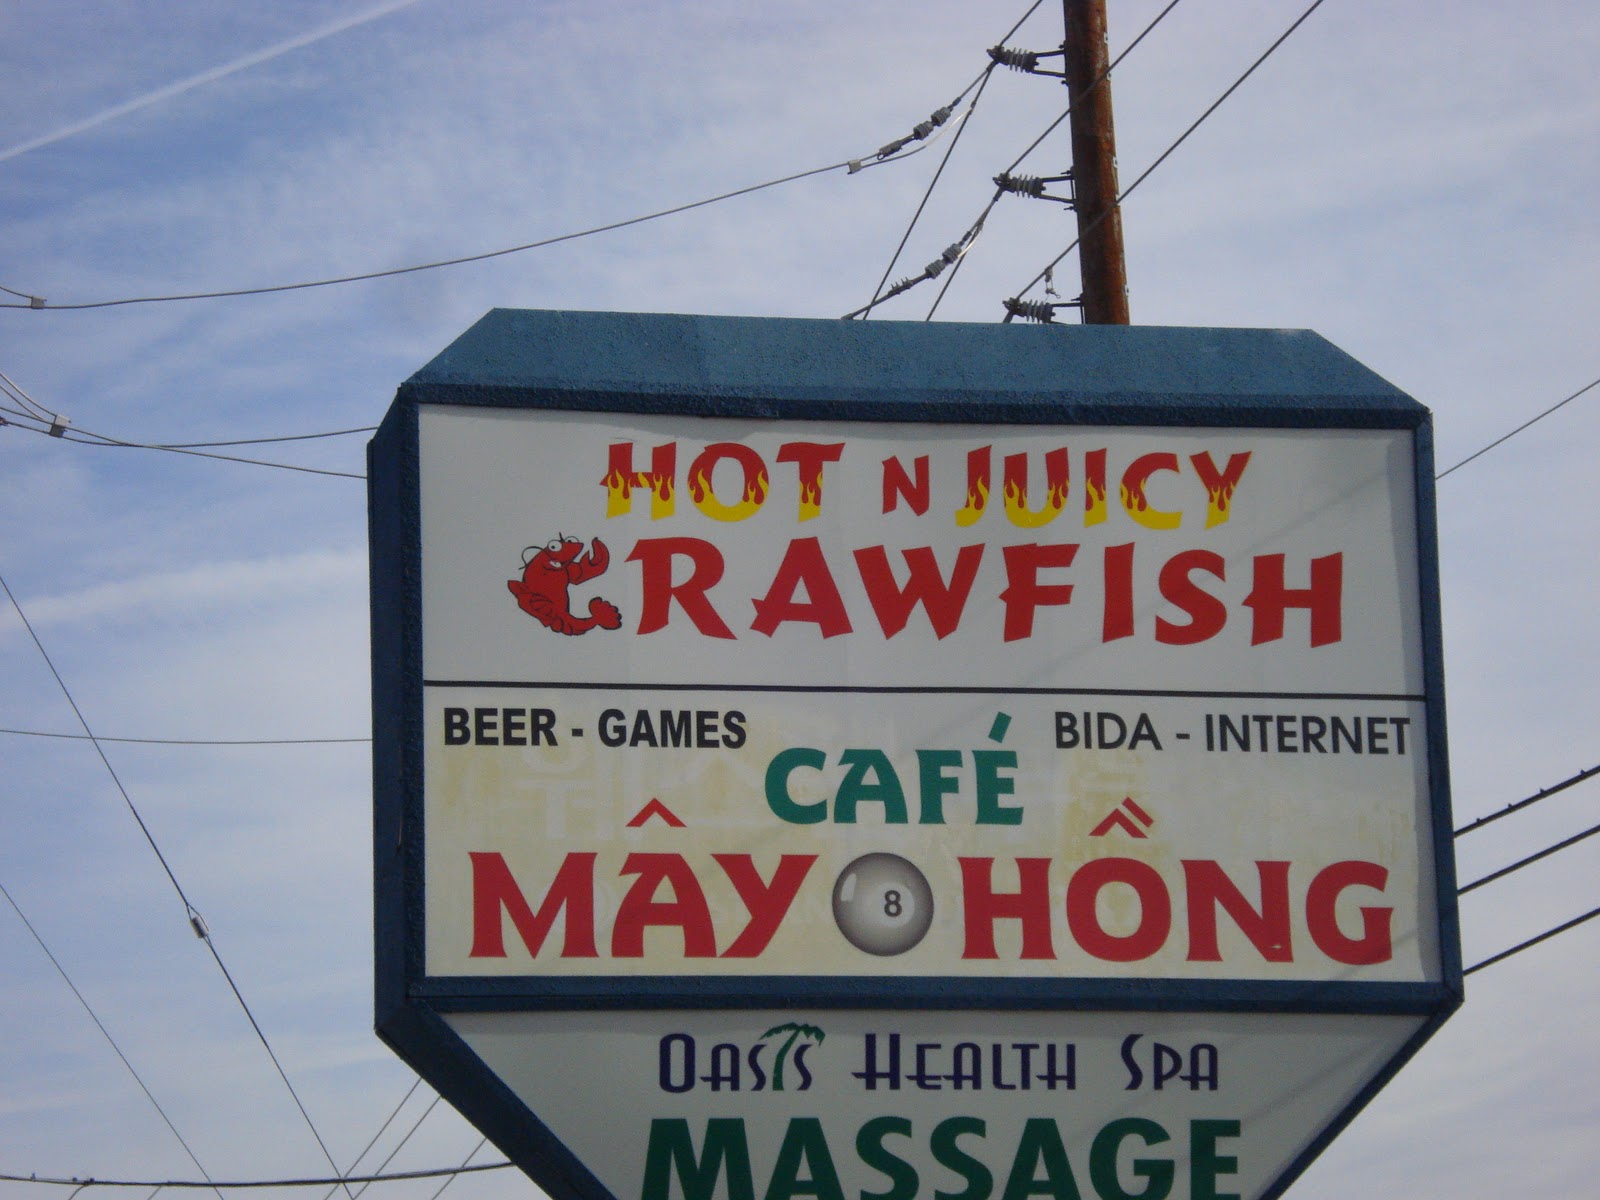 HOT N JUICY
CRAWFISH
BEER - GAMES
BIDA - INTERNET
CAFÉ
MÂY 8 HỒNG
OASIS HEALTH SPA
MASSAGE